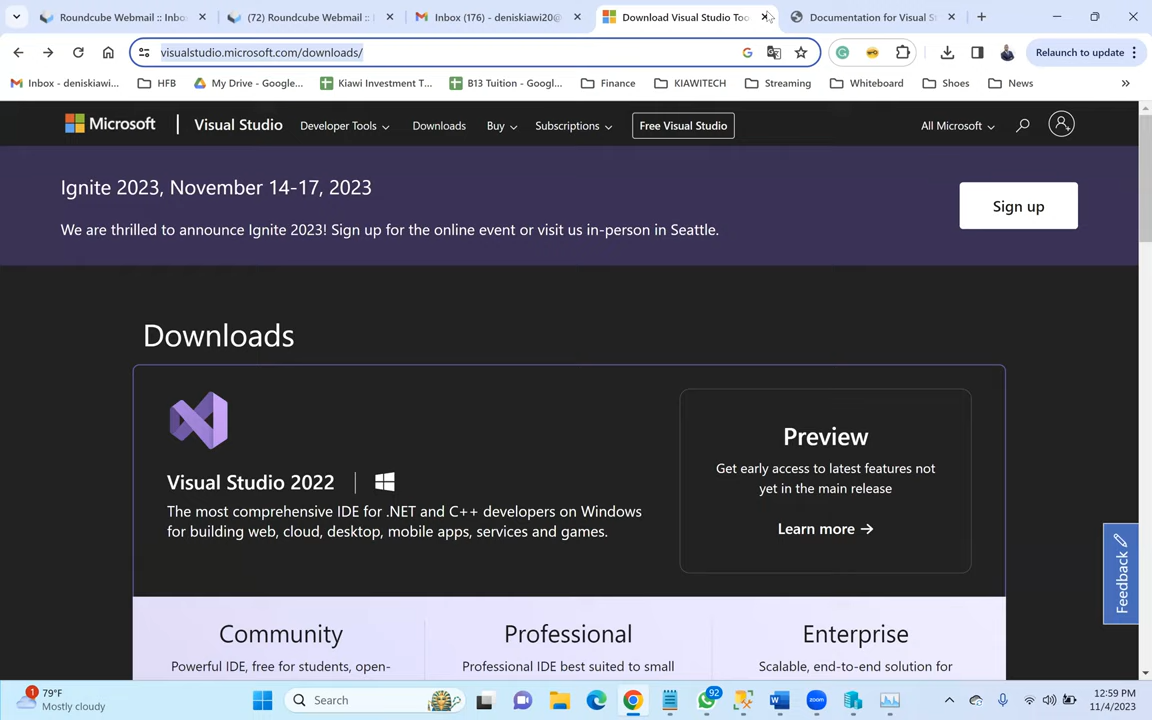 Roundcube Webmail :: Inbo
(72) Roundcube Webmail ::
Inbox (176) - deniskiawi20@
Download Visual Studio Too
Documentation for Visual S
visualstudio.microsoft.com/downloads/
Relaunch to update
Inbox - deniskiawi...
HFB
My Drive - Google...
Kiawi Investment T...
B13 Tuition - Googl...
Finance
KIAWITECH
Streaming
Whiteboard
Shoes
News
Microsoft
Visual Studio
Developer Tools
Downloads
Buy
Subscriptions
Free Visual Studio
All Microsoft
Ignite 2023, November 14-17, 2023
We are thrilled to announce Ignite 2023! Sign up for the online event or visit us in-person in Seattle.
Sign up
Downloads
Visual Studio 2022
The most comprehensive IDE for .NET and C++ developers on Windows
for building web, cloud, desktop, mobile apps, services and games.
Preview
Get early access to latest features not
yet in the main release
Learn more →
Feedback
Community
Professional
Enterprise
Powerful IDE, free for students, open-
Professional IDE best suited to small
Scalable, end-to-end solution for
1
79°F
Mostly cloudy
Search
92
zoom
12:59 PM
11/4/2023